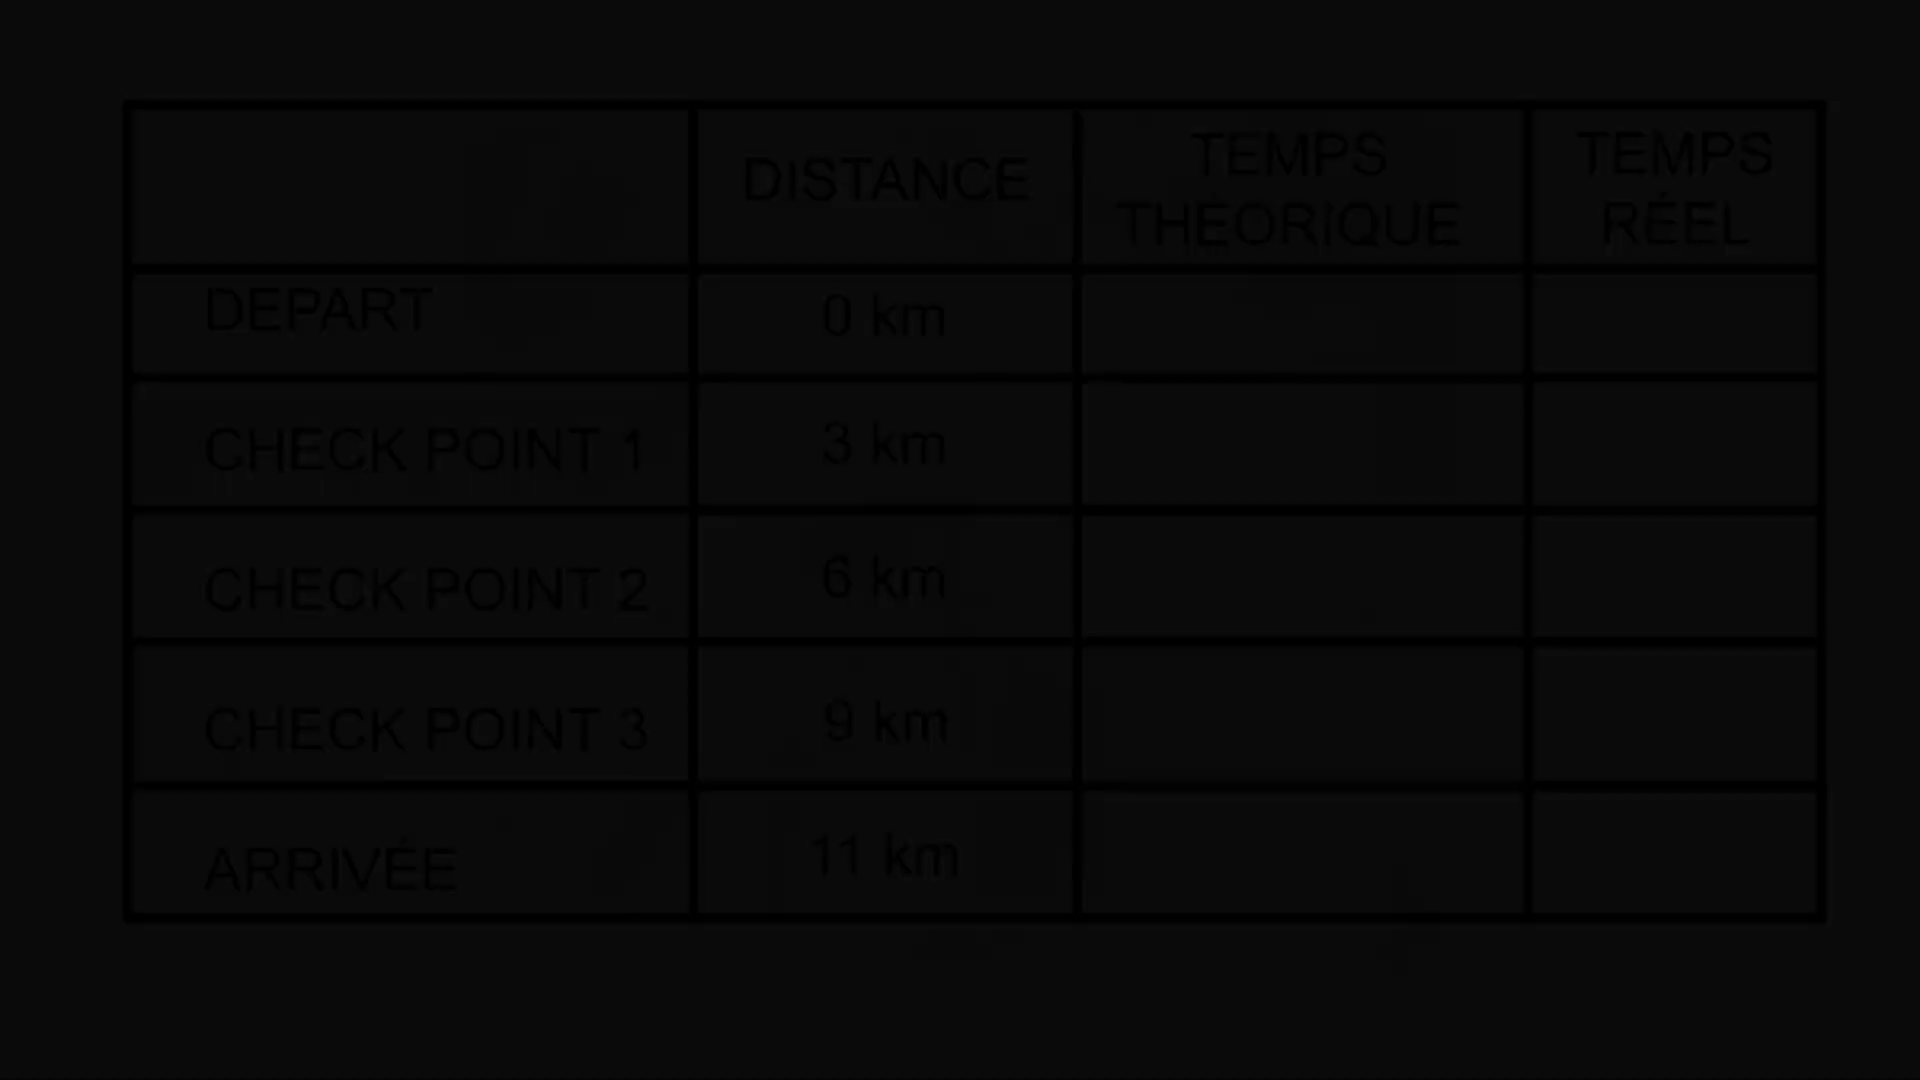 DISTANCE
TEMPS
THÉORIQUE
TEMPS
RÉEL
DEPART
0 km
CHECK POINT 1
3 km
CHECK POINT 2
6 km
CHECK POINT 3
9 km
ARRIVÉE
11 km